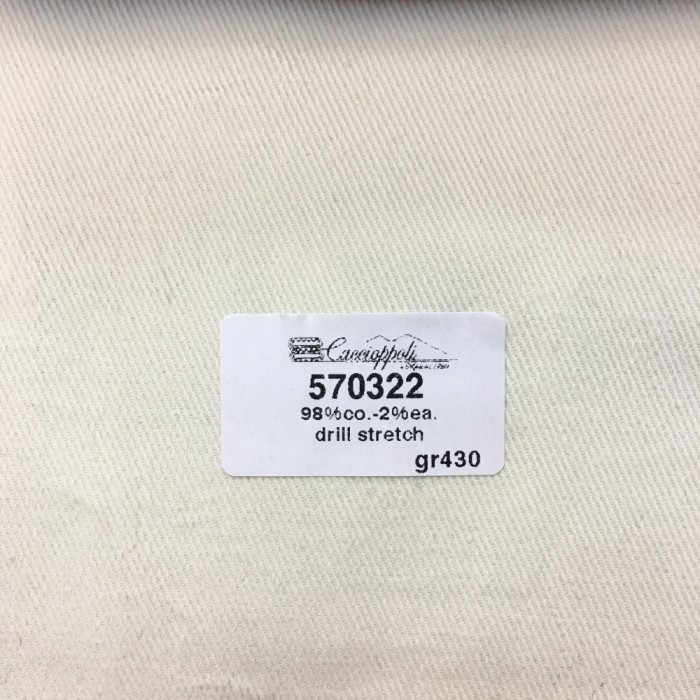 Caccioppoli
570322
98%co.-2%ea.
drill stretch
gr430